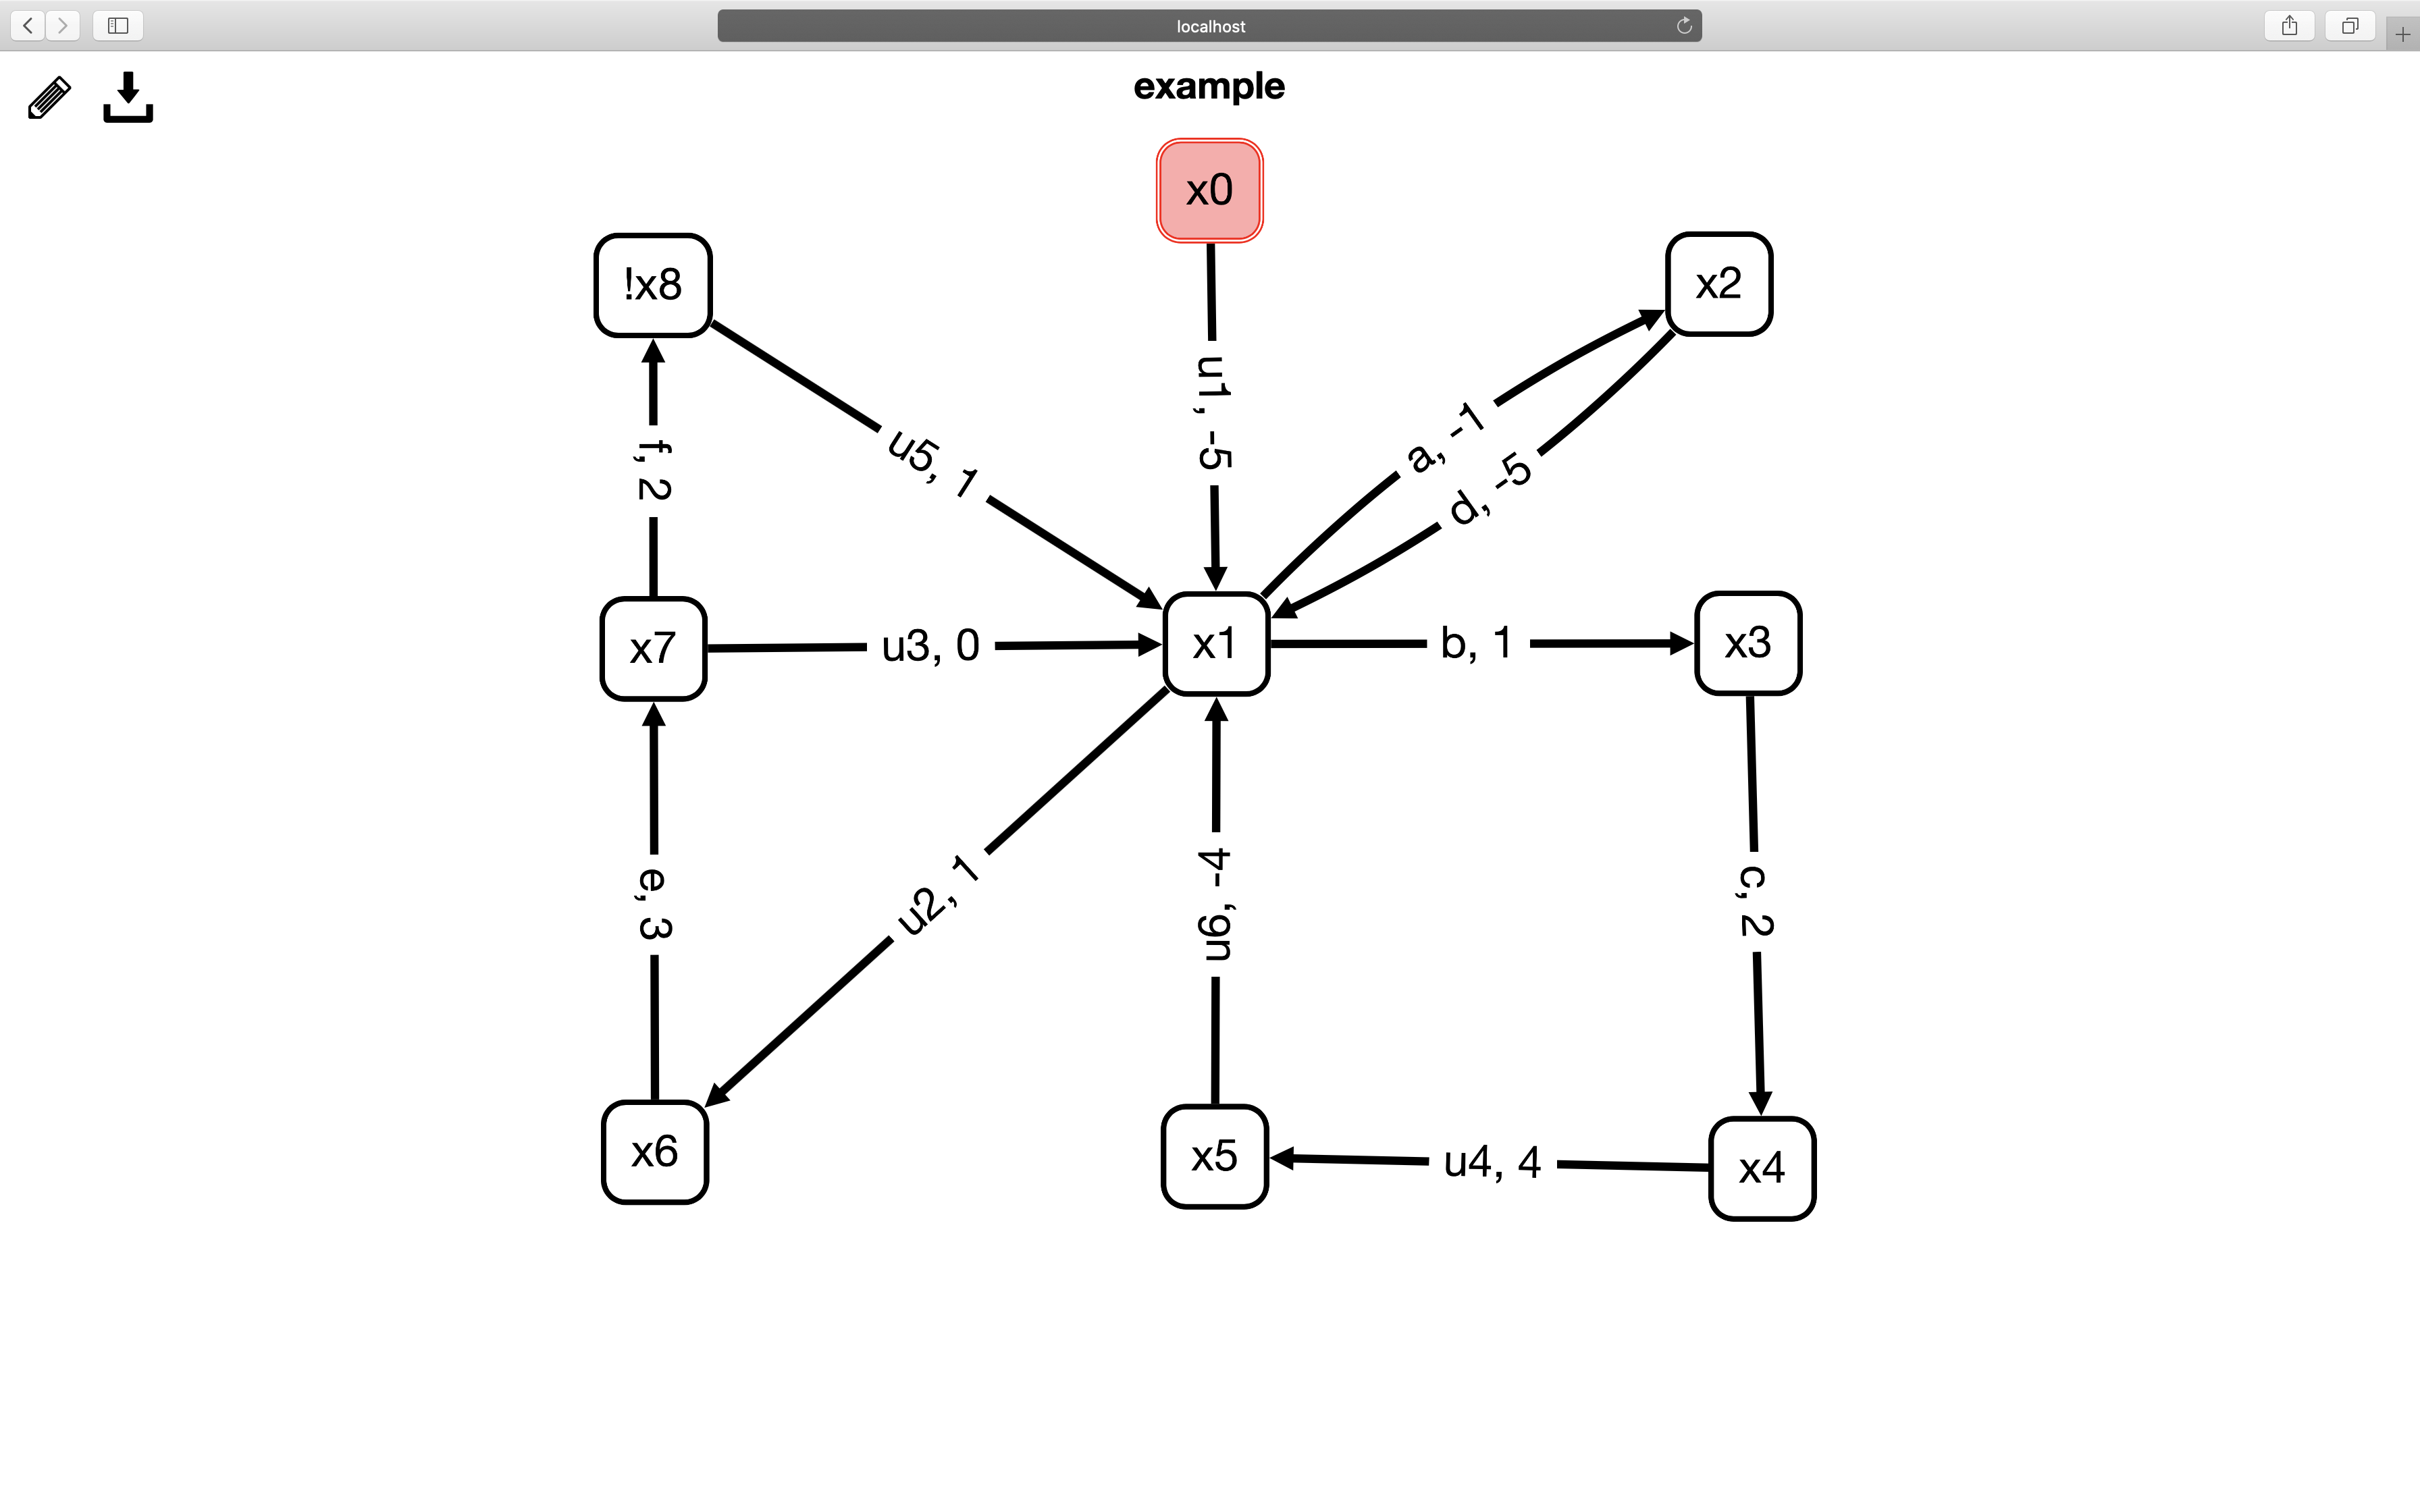 localhost
example
x0
!x8
x2
u1, -5
a, -1
f, 2
u5, 1
d, -5
x7
u3, 0
x1
b, 1
x3
e, 3
u2, 1
u6, -4
c, 2
x6
x5
u4, 4
x4